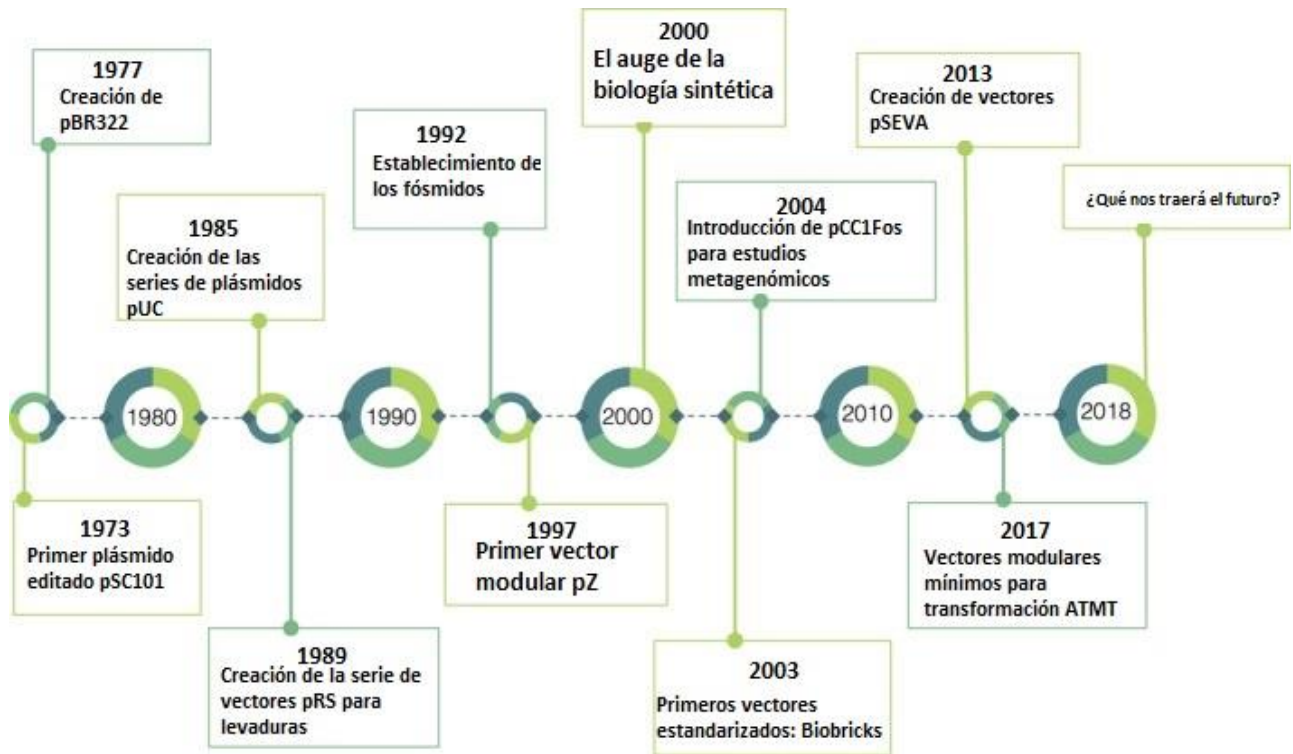 1977
Creación de
pBR322
1985
Creación de las
series de plásmidos
pUC
1992
Establecimiento de
los fósmidos
2000
El auge de la
biología sintética
2004
Introducción de pCC1Fos
para estudios
metagenómicos
2013
Creación de vectores
pSEVA
¿Qué nos traerá el futuro?
1980
1990
2000
2010
2018
1973
Primer plásmido
editado pSC101
1989
Creación de la serie de
vectores pRS para
levaduras
1997
Primer vector
modular pZ
2003
Primeros vectores
estandarizados: Biobricks
2017
Vectores modulares
mínimos para
transformación ATMT